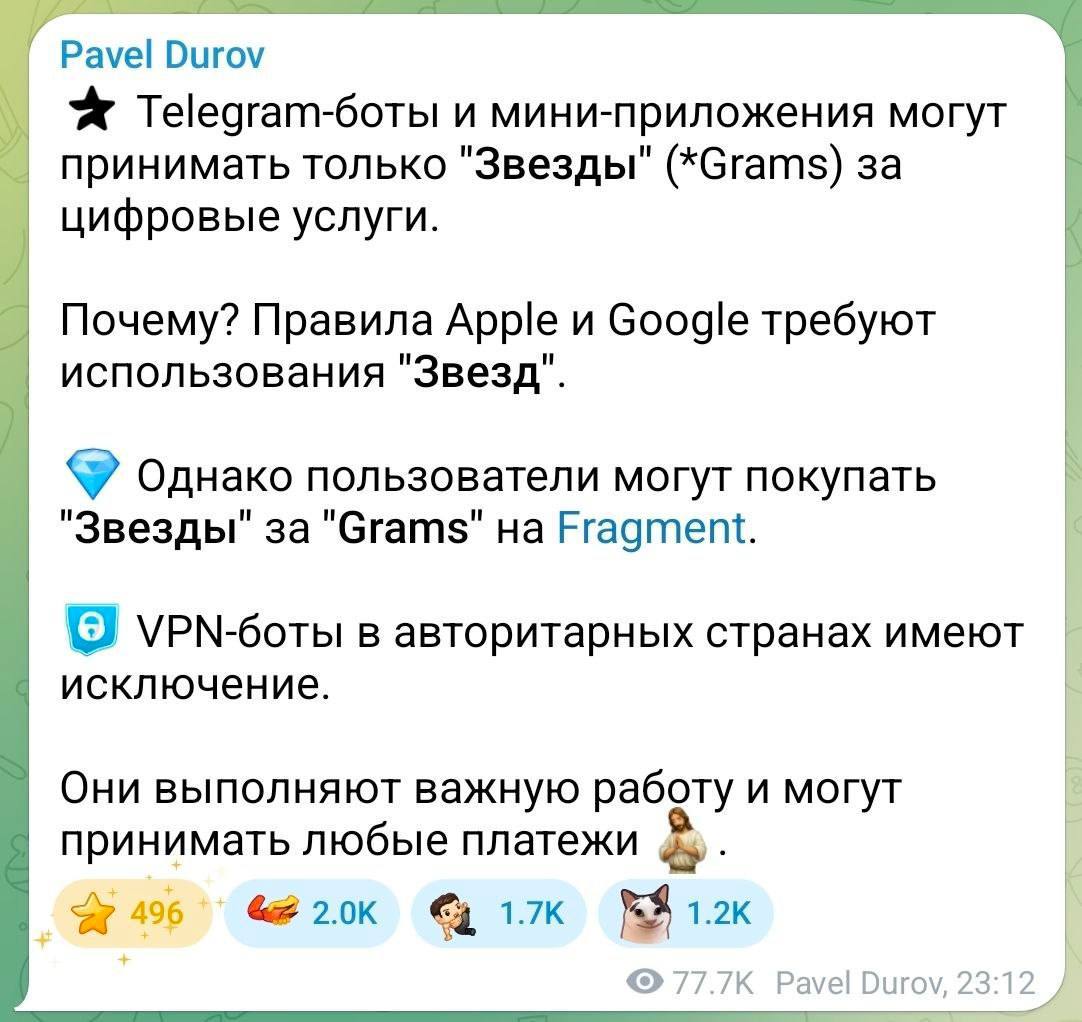 Pavel Durov
Telegram-боты и мини-приложения могут
принимать только "Звезды" (*Grams) за
цифровые услуги.
Почему? Правила Apple и Google требуют
использования "Звезд".
Однако пользователи могут покупать
"Звезды" за "Grams" на Fragment.
VPN-боты в авторитарных странах имеют
исключение.
Они выполняют важную работу и могут
принимать любые платежи .
496 2.0K 1.7K 1.2K
77.7K Pavel Durov, 23:12